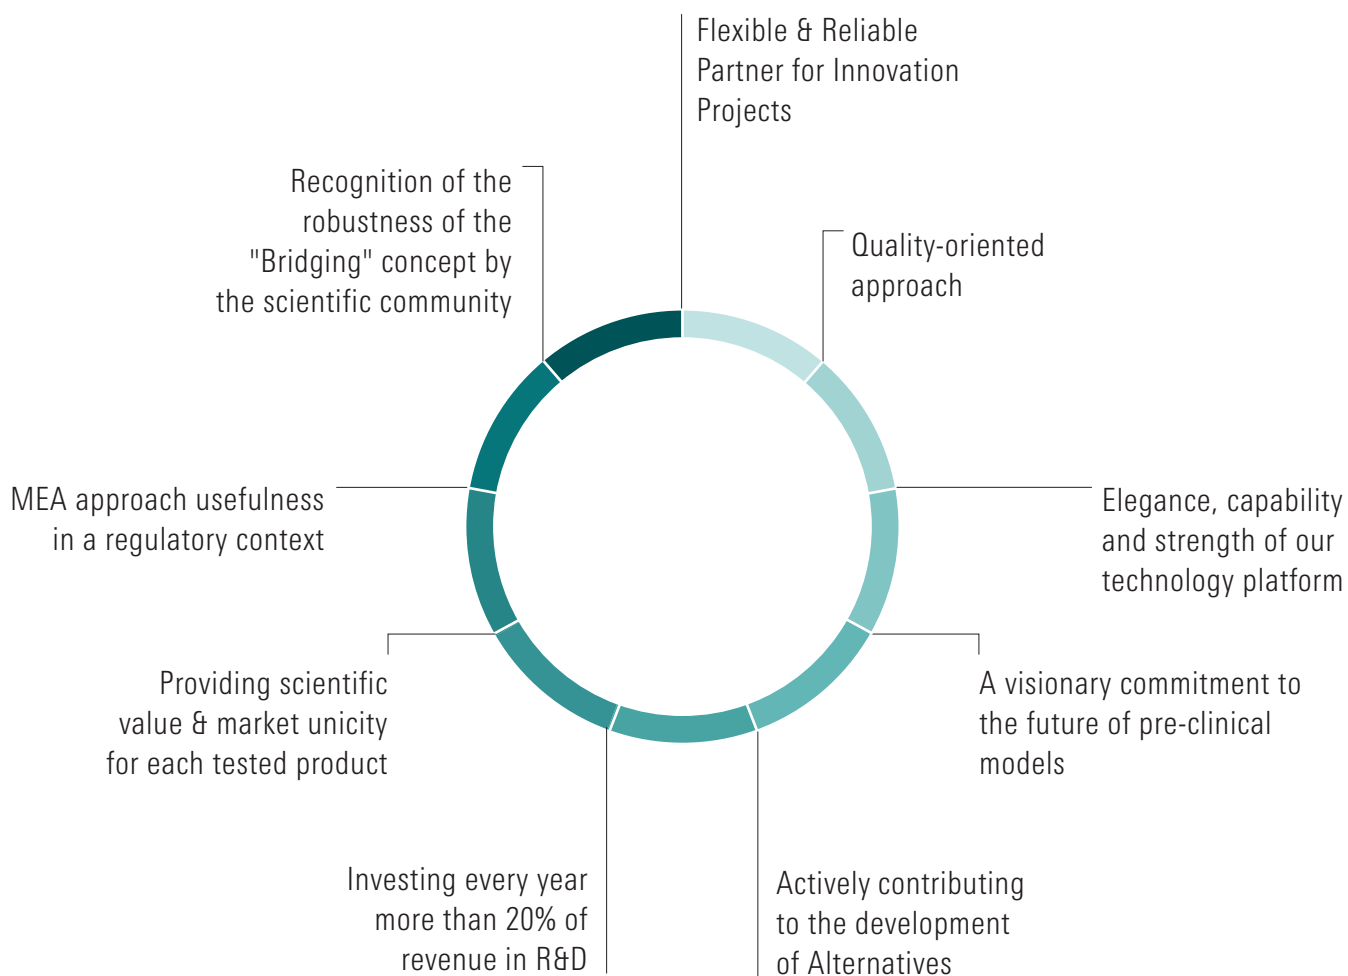 Flexible & Reliable
Partner for Innovation
Projects
Quality-oriented
approach
Elegance, capability
and strength of our
technology platform
A visionary commitment to
the future of pre-clinical
models
Actively contributing
to the development
of Alternatives
Investing every year
more than 20% of
revenue in R&D
Providing scientific
value & market unicity
for each tested product
MEA approach usefulness
in a regulatory context
Recognition of the
robustness of the
"Bridging" concept by
the scientific community